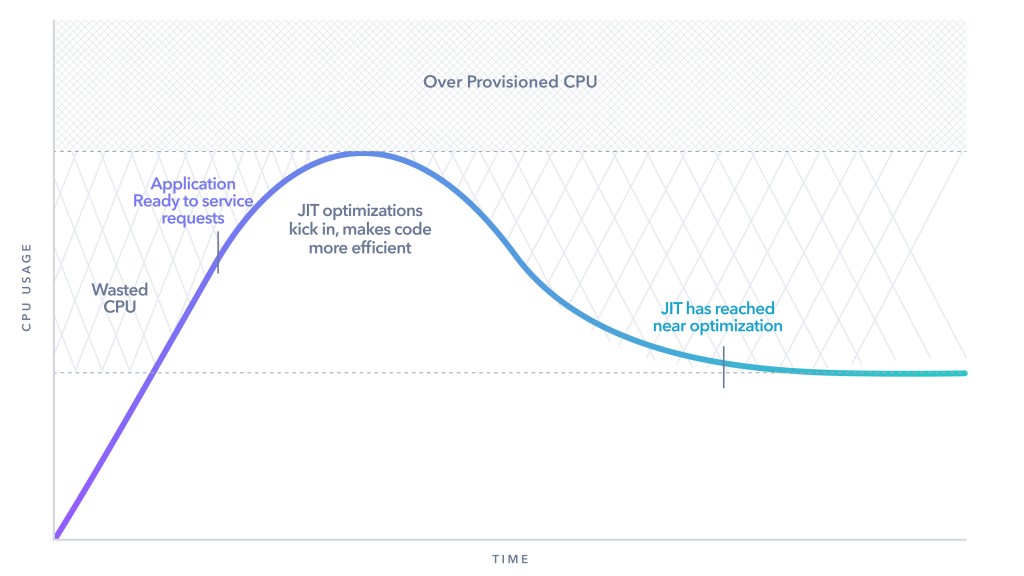 Over Provisioned CPU
Application
Ready to service
requests
JIT optimizations
kick in, makes code
more efficient
Wasted
CPU
JIT has reached
near optimization
CPU USAGE
TIME